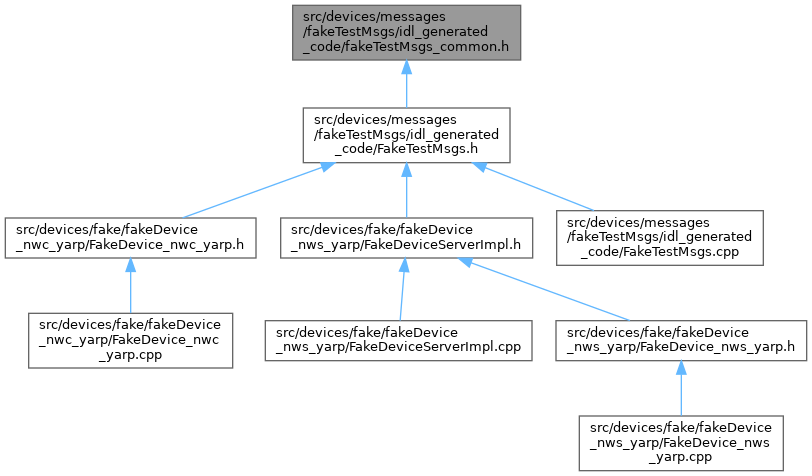 src/devices/messages
/fakeTestMsgs/idl_generated
_code/fakeTestMsgs_common.h
src/devices/messages
/fakeTestMsgs/idl_generated
_code/FakeTestMsgs.h
src/devices/fake/fakeDevice
_nwc_yarp/FakeDevice_nwc_yarp.h
src/devices/fake/fakeDevice
_nws_yarp/FakeDeviceServerImpl.h
src/devices/messages
/fakeTestMsgs/idl_generated
_code/FakeTestMsgs.cpp
src/devices/fake/fakeDevice
_nwc_yarp/FakeDevice_nwc
_yarp.cpp
src/devices/fake/fakeDevice
_nws_yarp/FakeDeviceServerImpl.cpp
src/devices/fake/fakeDevice
_nws_yarp/FakeDevice_nws_yarp.h
src/devices/fake/fakeDevice
_nws_yarp/FakeDevice_nws
_yarp.cpp